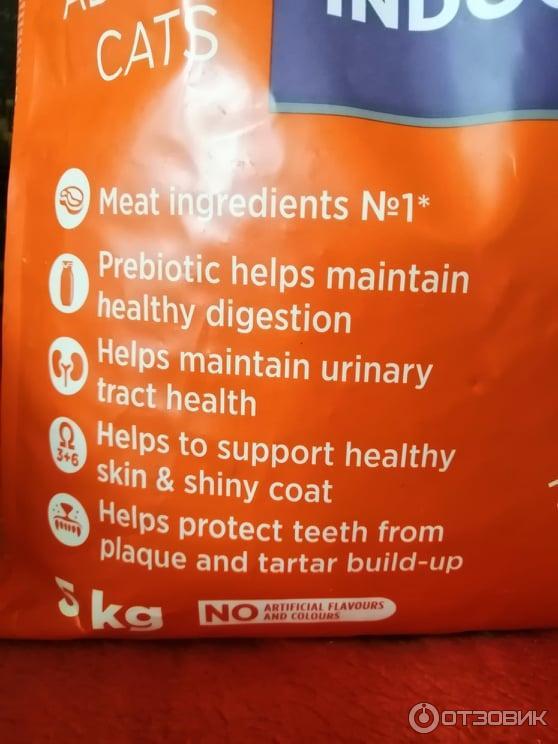 INDO
CATS
Meat ingredients №1*
Prebiotic helps maintain
healthy digestion
Helps maintain urinary
tract health
Ω
3+6
Helps to support healthy
skin & shiny coat
Helps protect teeth from
plaque and tartar build-up
5 kg
NO ARTIFICIAL FLAVOURS
AND COLOURS
ОТЗОВИК